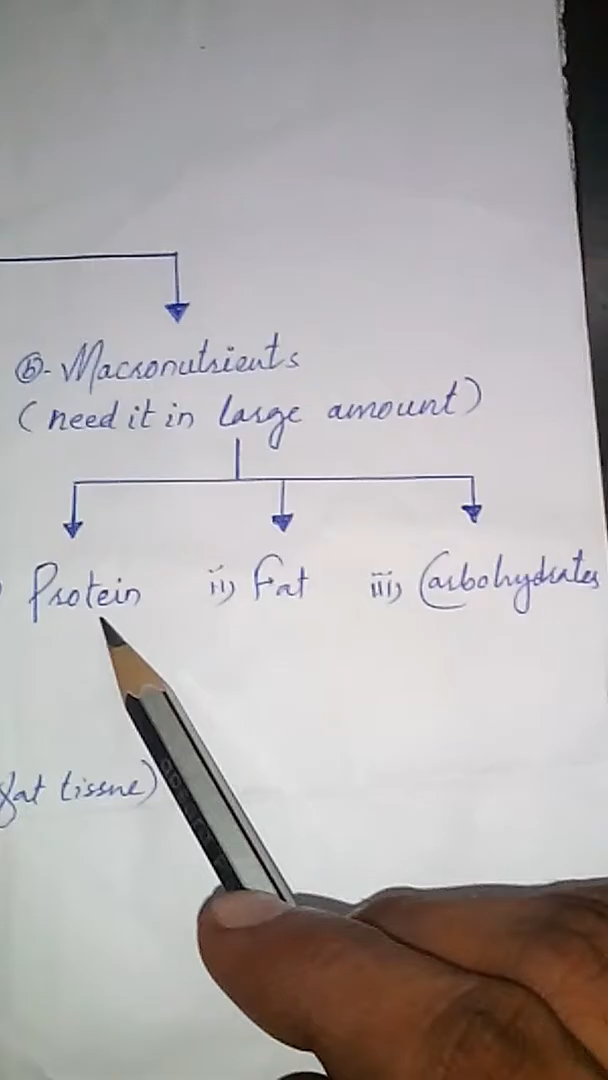 ⓑ- Macronutrients
(need it in large amount)
Protein ii) Fat iii) Carbohydrates
fat tissue)